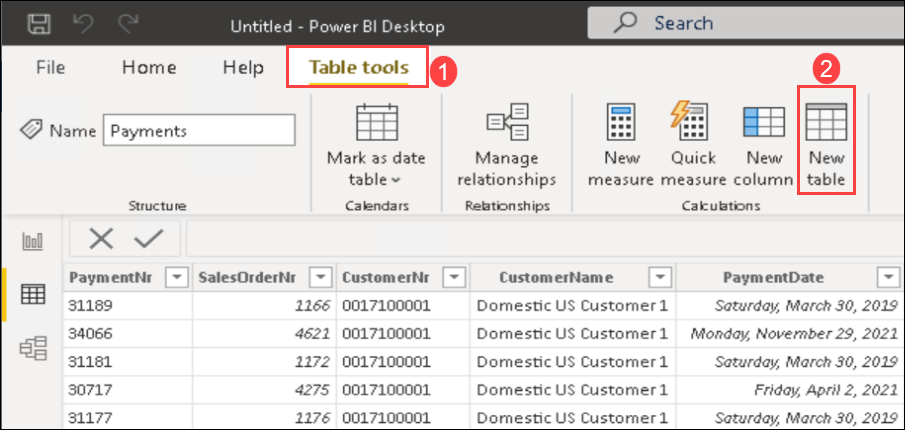 Untitled - Power BI Desktop
Search
File Home Help Table tools 1 2
Name Payments
Mark as date table
Manage relationships
New measure
Quick measure
New column
New table
Structure Calendars Relationships Calculations
PaymentNr SalesOrderNr CustomerNr CustomerName PaymentDate
31189 1166 0017100001 Domestic US Customer 1 Saturday, March 30, 2019
34066 4621 0017100001 Domestic US Customer 1 Monday, November 29, 2021
31181 1172 0017100001 Domestic US Customer 1 Saturday, March 30, 2019
30717 4275 0017100001 Domestic US Customer 1 Friday, April 2, 2021
31177 1176 0017100001 Domestic US Customer 1 Saturday, March 30, 2019